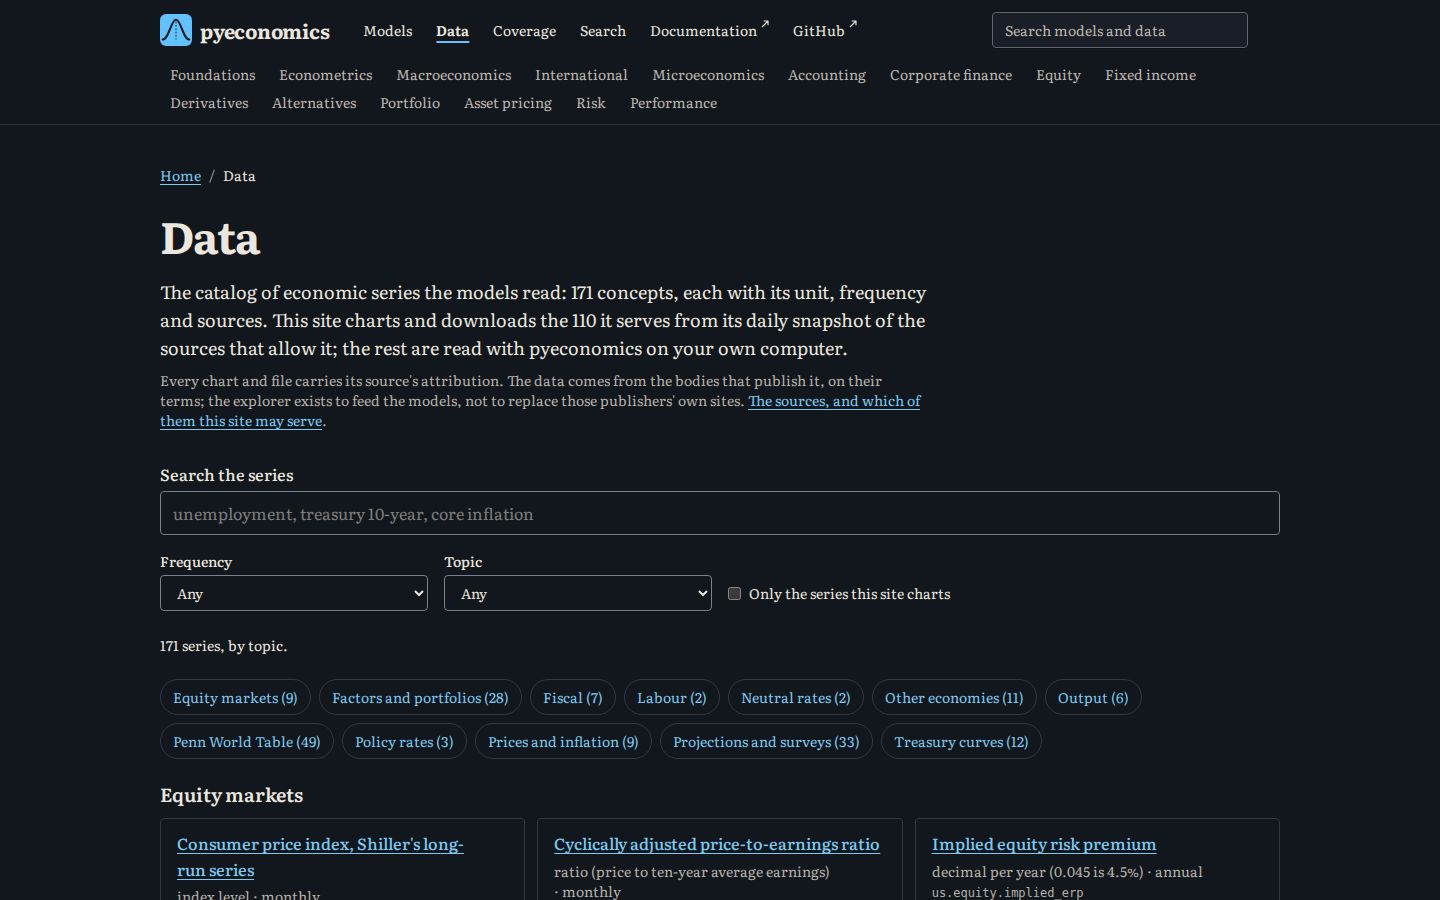 pyeconomics Models Data Coverage Search Documentation ↗ GitHub ↗ Search models and data
Foundations Econometrics Macroeconomics International Microeconomics Accounting Corporate finance Equity Fixed income
Derivatives Alternatives Portfolio Asset pricing Risk Performance
Home / Data
Data
The catalog of economic series the models read: 171 concepts, each with its unit, frequency
and sources. This site charts and downloads the 110 it serves from its daily snapshot of the
sources that allow it; the rest are read with pyeconomics on your own computer.
Every chart and file carries its source's attribution. The data comes from the bodies that publish it, on their
terms; the explorer exists to feed the models, not to replace those publishers' own sites. The sources, and which of
them this site may serve.
Search the series
unemployment, treasury 10-year, core inflation
Frequency Topic
Any Any Only the series this site charts
171 series, by topic.
Equity markets (9) Factors and portfolios (28) Fiscal (7) Labour (2) Neutral rates (2) Other economies (11) Output (6)
Penn World Table (49) Policy rates (3) Prices and inflation (9) Projections and surveys (33) Treasury curves (12)
Equity markets
Consumer price index, Shiller's long-
run series
index level · monthly
Cyclically adjusted price-to-earnings ratio
ratio (price to ten-year average earnings)
· monthly
Implied equity risk premium
decimal per year (0.045 is 4.5%) · annual
us.equity.implied_erp